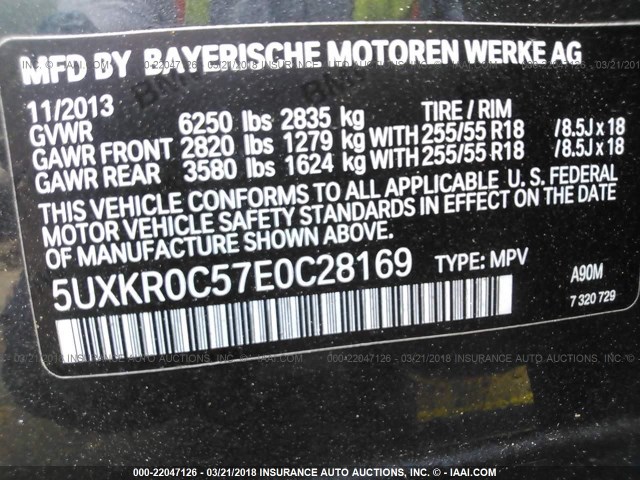 MFD BY BAYERISCHE MOTOREN WERKE AG
11/2013 TIRE / RIM
GVWR 6250 lbs 2835 kg
GAWR FRONT 2820 lbs 1279 kg WITH 255/55 R18 /8.5J x 18
GAWR REAR 3580 lbs 1624 kg WITH 255/55 R18 /8.5J x 18
THIS VEHICLE CONFORMS TO ALL APPLICABLE U. S. FEDERAL
MOTOR VEHICLE SAFETY STANDARDS IN EFFECT ON THE DATE
OF MANUFACTURE SHOWN ABOVE.
5UXKR0C57E0C28169 TYPE: MPV A90M
7 320 729
000-22047126 - 03/21/2018 INSURANCE AUTO AUCTIONS, INC. - © IAAI.COM